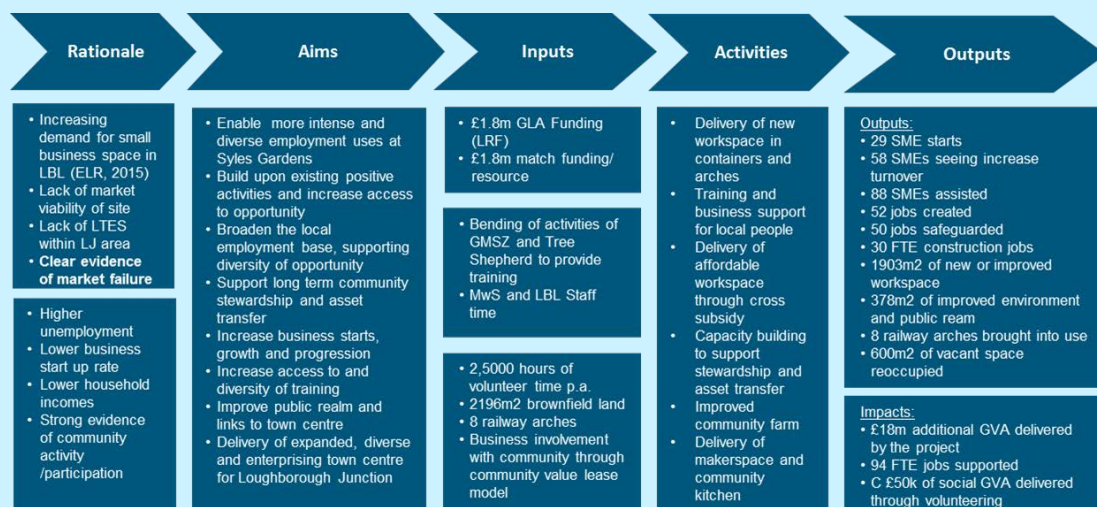 Rationale
Aims
Inputs
Activities
Outputs
• Increasing
demand for small
business space in
LBL (ELR, 2015)
• Lack of market
viability of site
• Lack of LTES
within LJ area
• Clear evidence
of market failure
• Higher
unemployment
• Lower business
start up rate
• Lower household
incomes
• Strong evidence
of community
activity
/participation
• Enable more intense and
diverse employment uses at
Syles Gardens
• Build upon existing positive
activities and increase access
to opportunity
• Broaden the local
employment base, supporting
diversity of opportunity
• Support long term community
stewardship and asset
transfer
• Increase business starts,
growth and progression
• Increase access to and
diversity of training
• Improve public realm and
links to town centre
• Delivery of expanded, diverse
and enterprising town centre
for Loughborough Junction
• £1.8m GLA Funding
(LRF)
• £1.8m match funding/
resource
• Bending of activities of
GMSZ and Tree
Shepherd to provide
training
• MwS and LBL Staff
time
• 2,5000 hours of
volunteer time p.a.
• 2196m2 brownfield land
• 8 railway arches
• Business involvement
with community through
community value lease
model
• Delivery of new
workspace in
containers and
arches
• Training and
business support
for local people
• Delivery of
affordable
workspace
through cross
subsidy
• Capacity building
to support
stewardship and
asset transfer
• Improved
community farm
• Delivery of
makerspace and
community
kitchen
Outputs:
• 29 SME starts
• 58 SMEs seeing increase
turnover
• 88 SMEs assisted
• 52 jobs created
• 50 jobs safeguarded
• 30 FTE construction jobs
• 1903m2 of new or improved
workspace
• 378m2 of improved environment
and public ream
• 8 railway arches brought into use
• 600m2 of vacant space
reoccupied
Impacts:
• £18m additional GVA delivered
by the project
• 94 FTE jobs supported
• C £50k of social GVA delivered
through volunteering